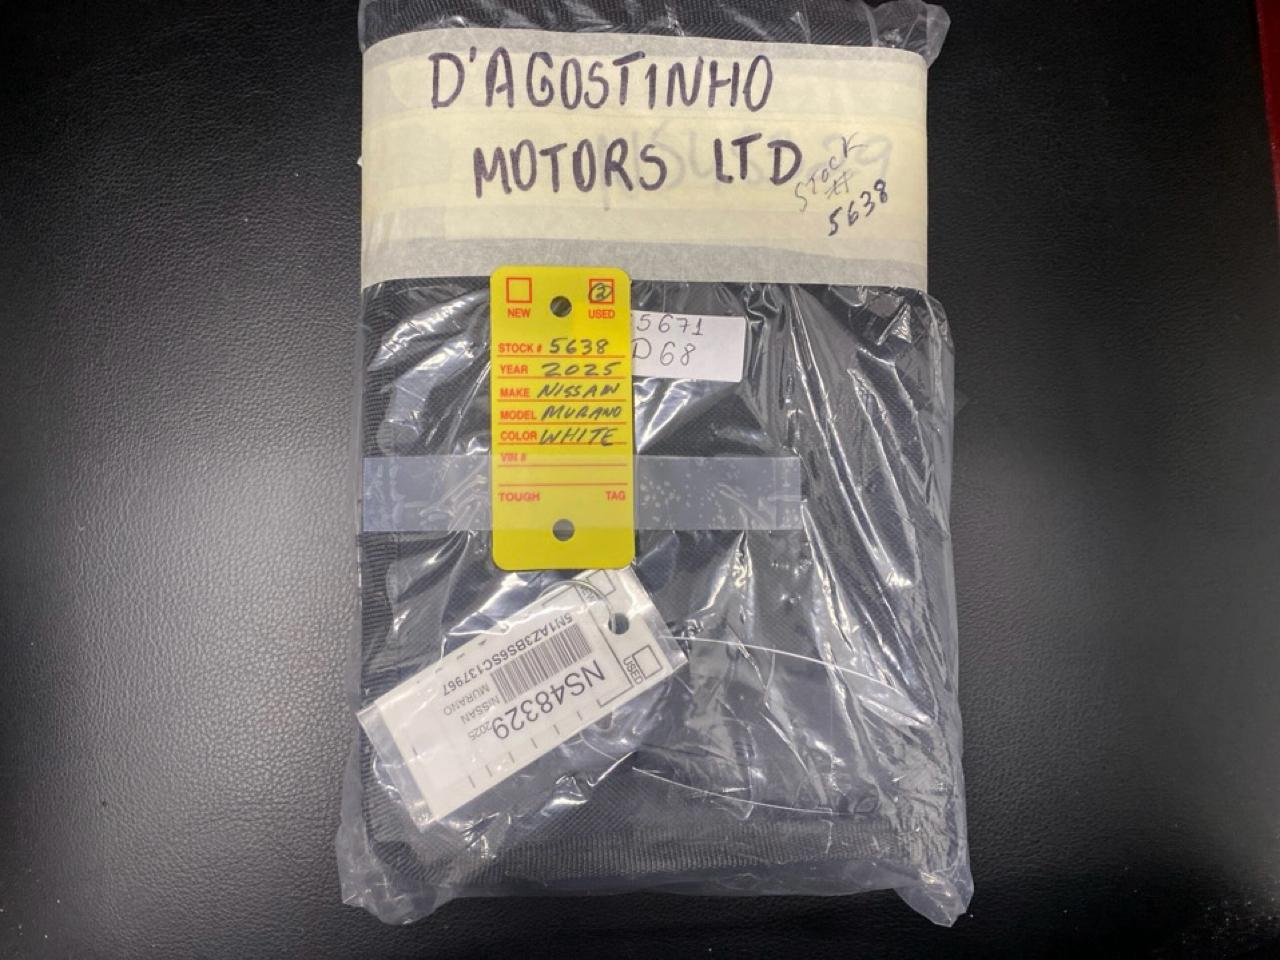 D'AGOSTINHO
MOTORS LTD
STOCK
#
5638
NEW
USED
5671
D68
STOCK # 5638
YEAR 2025
MAKE NISSAN
MODEL MURANO
COLOR WHITE
VIN #
TOUGH TAG
USED
NS48329
2025
NISSAN
MURANO
5N1AZ3BS6SC137967